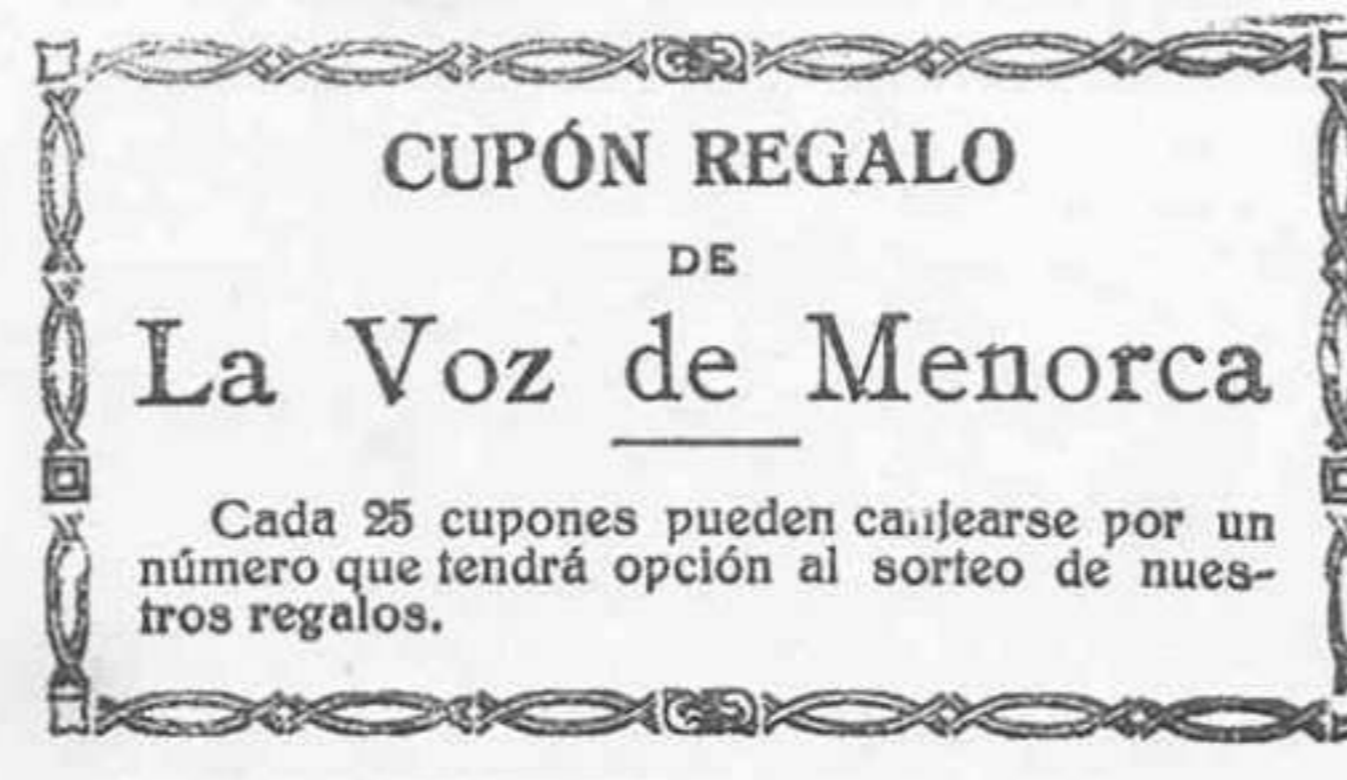 CUPÓN REGALO
DE
La Voz de Menorca
Cada 25 cupones pueden canjearse por un
número que tendrá opción al sorteo de nues-
tros regalos.